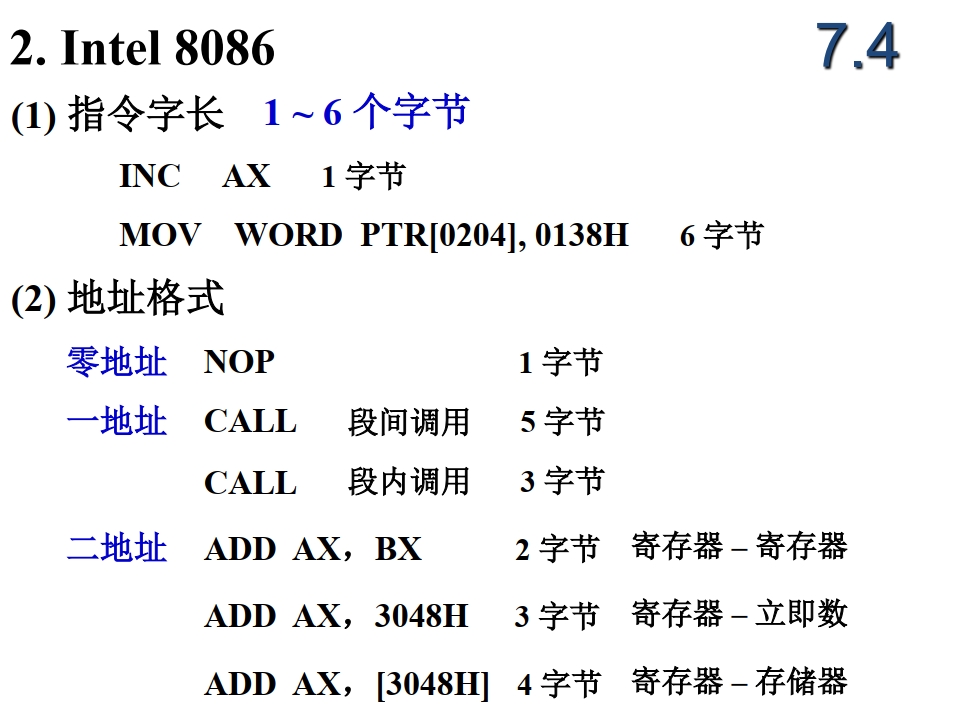 2. Intel 8086 7.4
(1) 指令字长 1 ~ 6 个字节
INC AX 1 字节
MOV WORD PTR[0204], 0138H 6 字节
(2) 地址格式
零地址 NOP 1 字节
一地址 CALL 段间调用 5 字节
CALL 段内调用 3 字节
二地址 ADD AX，BX 2 字节 寄存器 – 寄存器
ADD AX，3048H 3 字节 寄存器 – 立即数
ADD AX，[3048H] 4 字节 寄存器 – 存储器